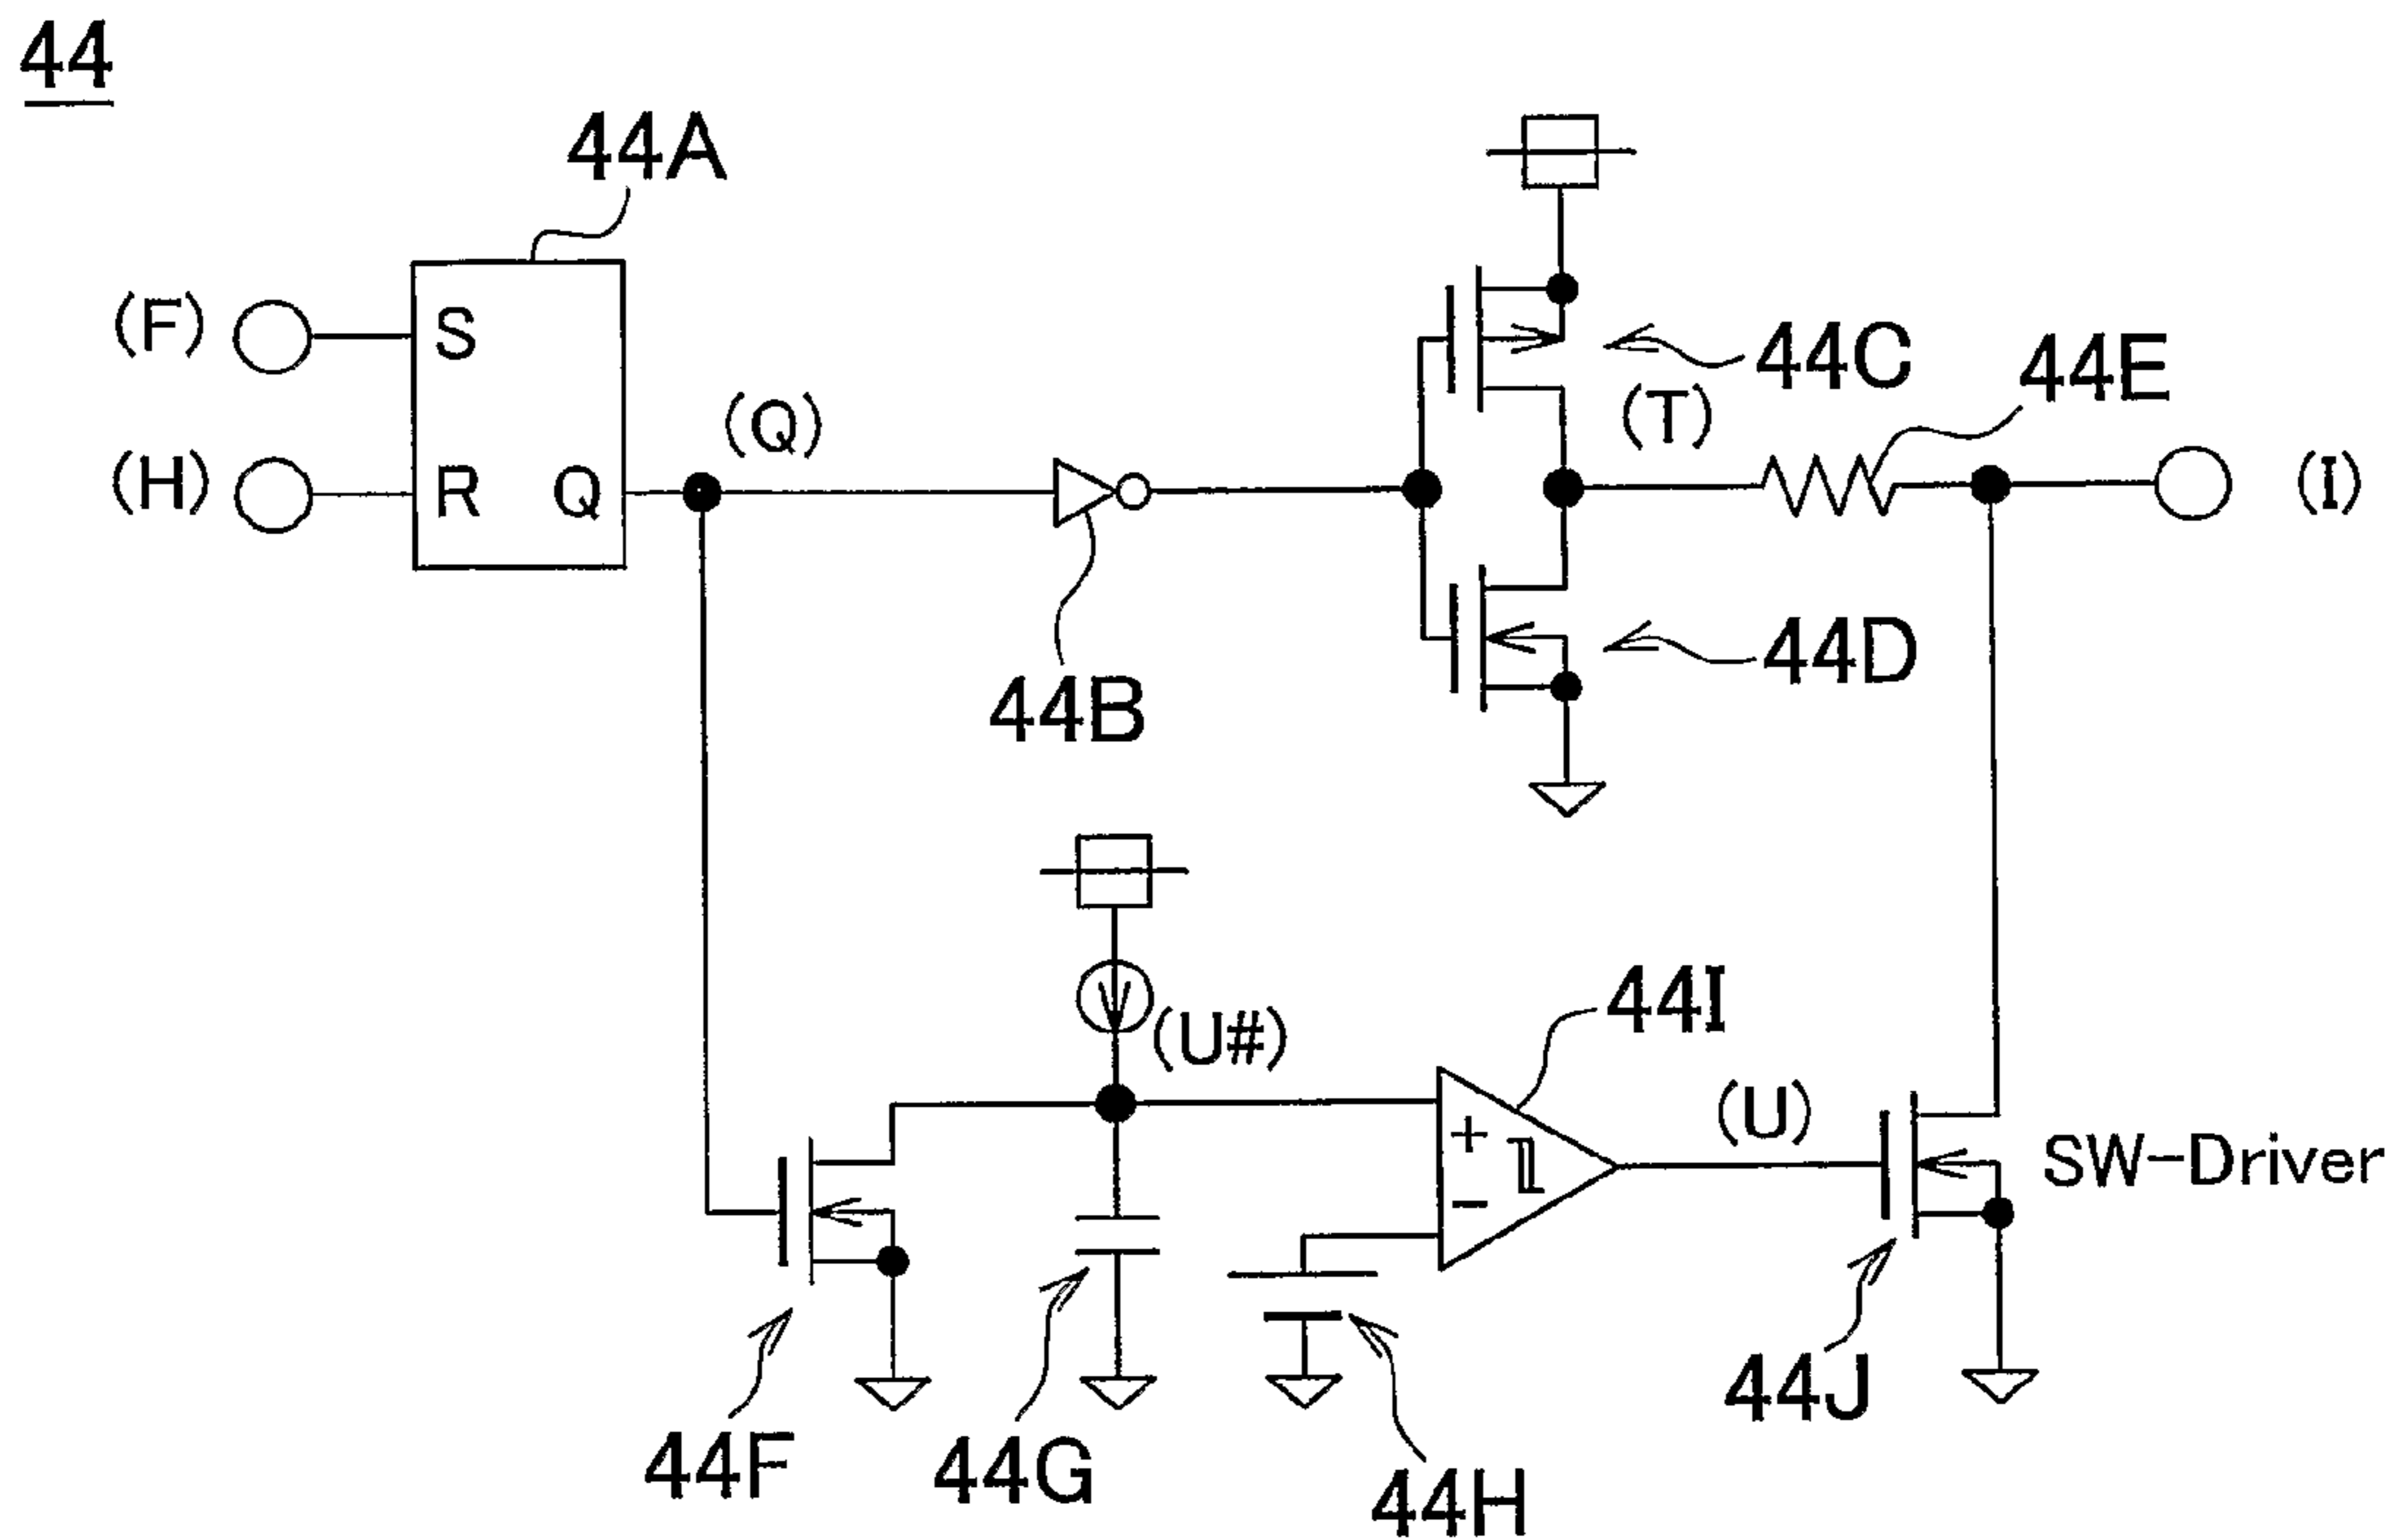 44
44A
(F)
S
44C
44E
(Q)
(T)
(H)
R
Q
(I)
44B
44D
(U#)
44I
+
−
(U)
SW-Driver
44F
44G
44H
44J